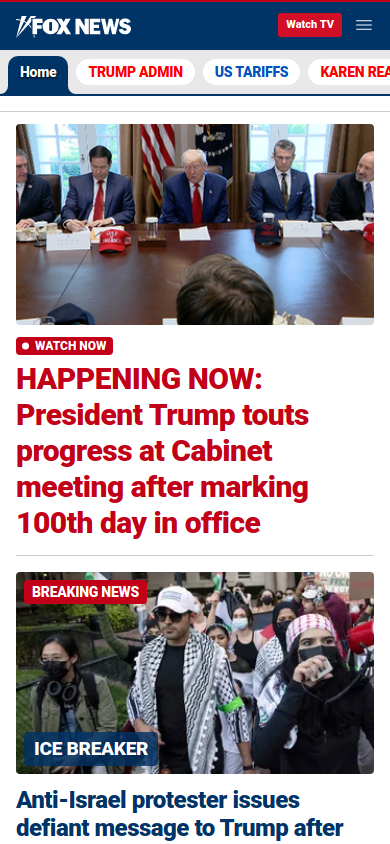 FOX NEWS
Watch TV
Home
TRUMP ADMIN
US TARIFFS
KAREN REA
WATCH NOW
HAPPENING NOW:
President Trump touts
progress at Cabinet
meeting after marking
100th day in office
BREAKING NEWS
ICE BREAKER
Anti-Israel protester issues
defiant message to Trump after